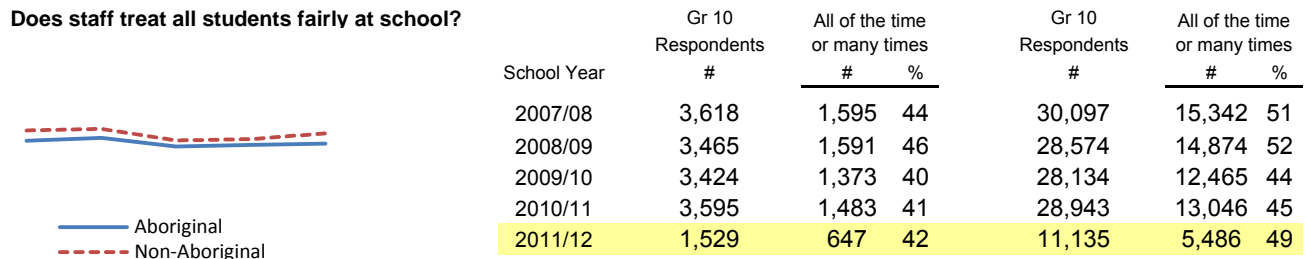 Does staff treat all students fairly at school?
Gr 10 All of the time Gr 10 All of the time
Respondents or many times Respondents or many times
School Year # # % # # %
2007/08 3,618 1,595 44 30,097 15,342 51
2008/09 3,465 1,591 46 28,574 14,874 52
2009/10 3,424 1,373 40 28,134 12,465 44
2010/11 3,595 1,483 41 28,943 13,046 45
2011/12 1,529 647 42 11,135 5,486 49
Aboriginal
Non-Aboriginal